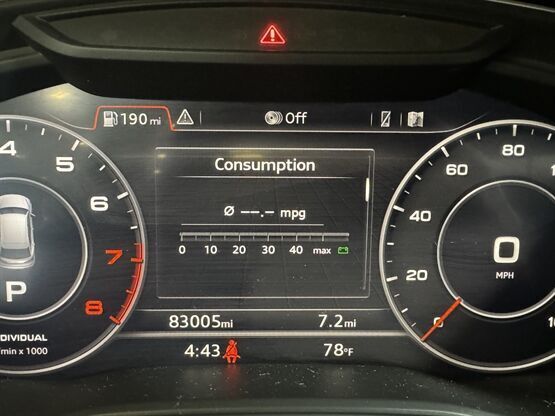 190 mi
Off
Consumption
Ø --.- mpg
0 10 20 30 40 max
4 5 6 7 8
P
min x 1000
20 40 60 80
0
MPH
0
83005mi 7.2mi
4:43 78°F